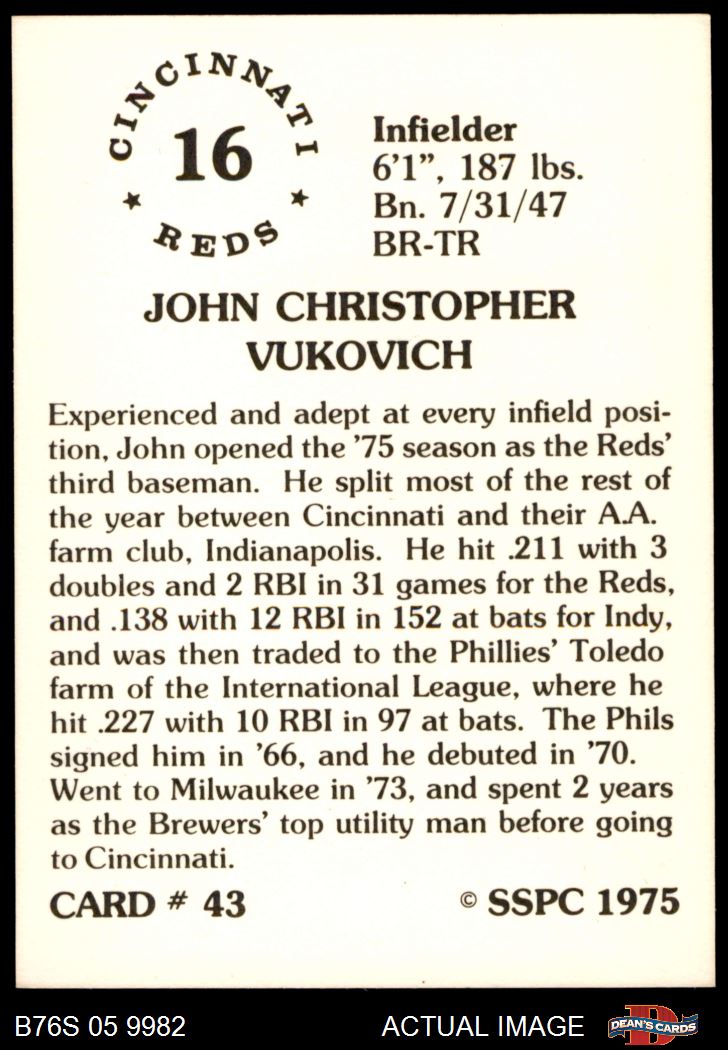 CINCINNATI
16
★ REDS ★
Infielder
6'1”, 187 lbs.
Bn. 7/31/47
BR-TR
JOHN CHRISTOPHER
VUKOVICH
Experienced and adept at every infield posi-
tion, John opened the '75 season as the Reds'
third baseman. He split most of the rest of
the year between Cincinnati and their A.A.
farm club, Indianapolis. He hit .211 with 3
doubles and 2 RBI in 31 games for the Reds,
and .138 with 12 RBI in 152 at bats for Indy,
and was then traded to the Phillies' Toledo
farm of the International League, where he
hit .227 with 10 RBI in 97 at bats. The Phils
signed him in '66, and he debuted in '70.
Went to Milwaukee in '73, and spent 2 years
as the Brewers' top utility man before going
to Cincinnati.
CARD # 43 © SSPC 1975
B76S 05 9982 ACTUAL IMAGE D DEAN'S CARDS